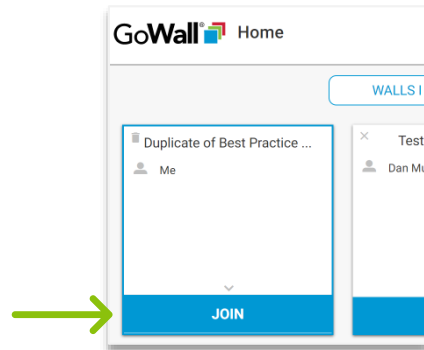 GoWall® Home
WALLS I
Duplicate of Best Practice ...
Me
JOIN
Test
Dan Mu